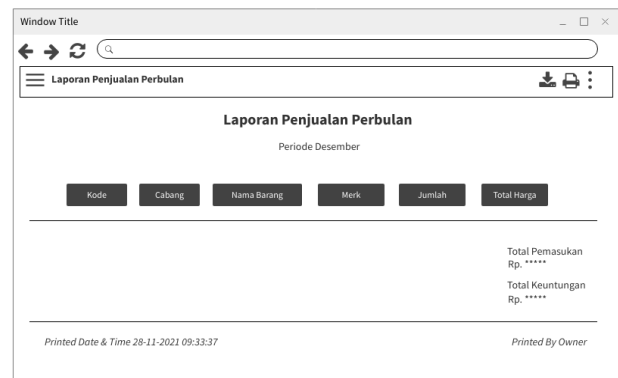 Window Title
Laporan Penjualan Perbulan
Laporan Penjualan Perbulan
Periode Desember
Kode Cabang Nama Barang Merk Jumlah Total Harga
Total Pemasukan
Rp. *****
Total Keuntungan
Rp. *****
Printed Date & Time 28-11-2021 09:33:37 Printed By Owner